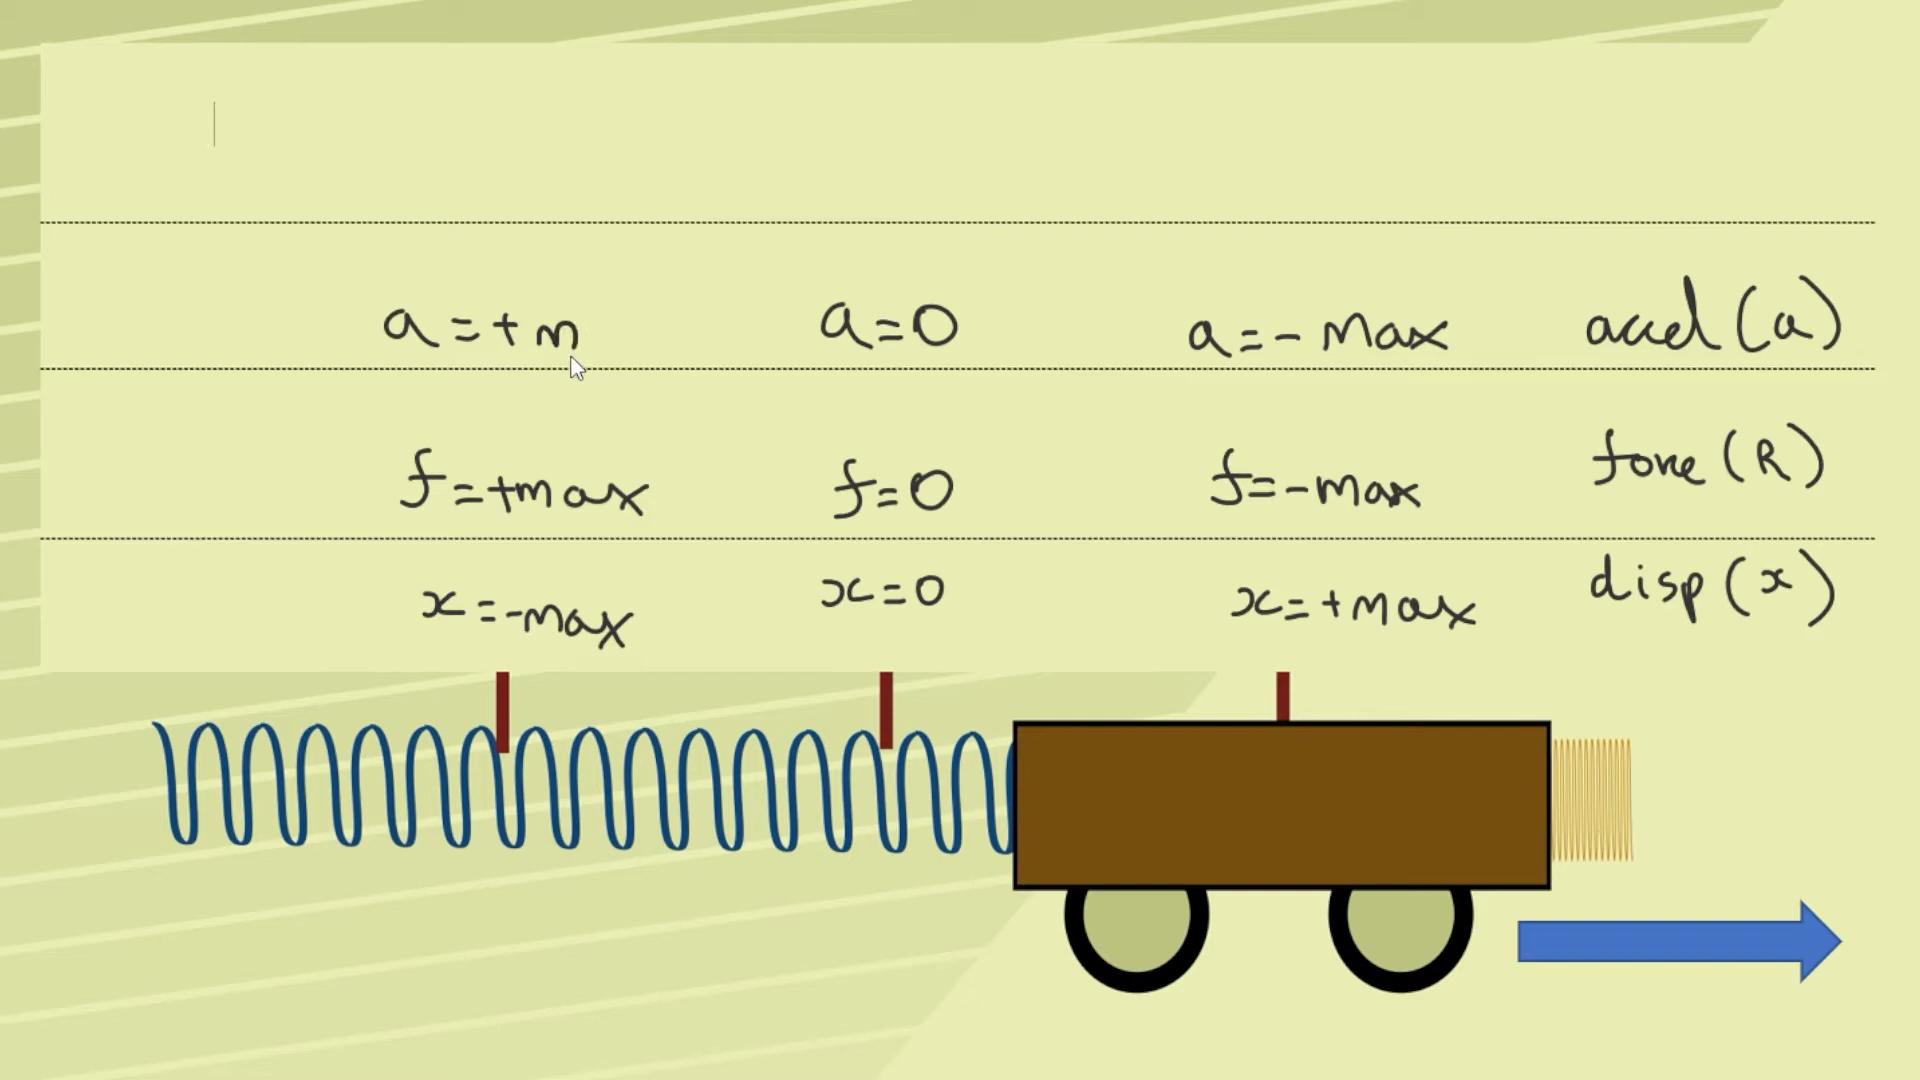 a = + m a = 0 a = - max accel (a)
f = +max f = 0 f = - max force (R)
x = -max x = 0 x = + max disp (x)